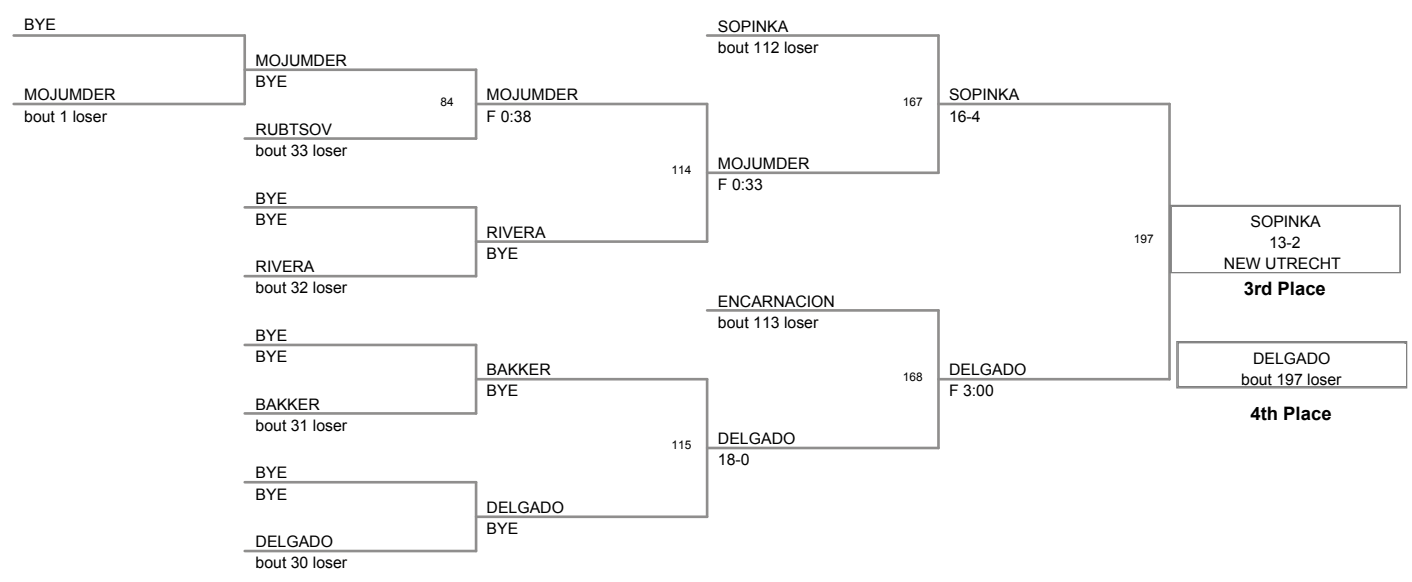 BYE
MOJUMDER
bout 1 loser
MOJUMDER
BYE
RUBTSOV
bout 33 loser
BYE
BYE
RIVERA
bout 32 loser
BYE
BYE
BAKKER
bout 31 loser
BYE
BYE
DELGADO
bout 30 loser
84
MOJUMDER
F 0:38
RIVERA
BYE
BAKKER
BYE
DELGADO
BYE
114
115
SOPINKA
bout 112 loser
MOJUMDER
F 0:33
ENCARNACION
bout 113 loser
DELGADO
18-0
167
168
SOPINKA
16-4
DELGADO
F 3:00
197
SOPINKA
13-2
NEW UTRECHT
3rd Place
DELGADO
bout 197 loser
4th Place